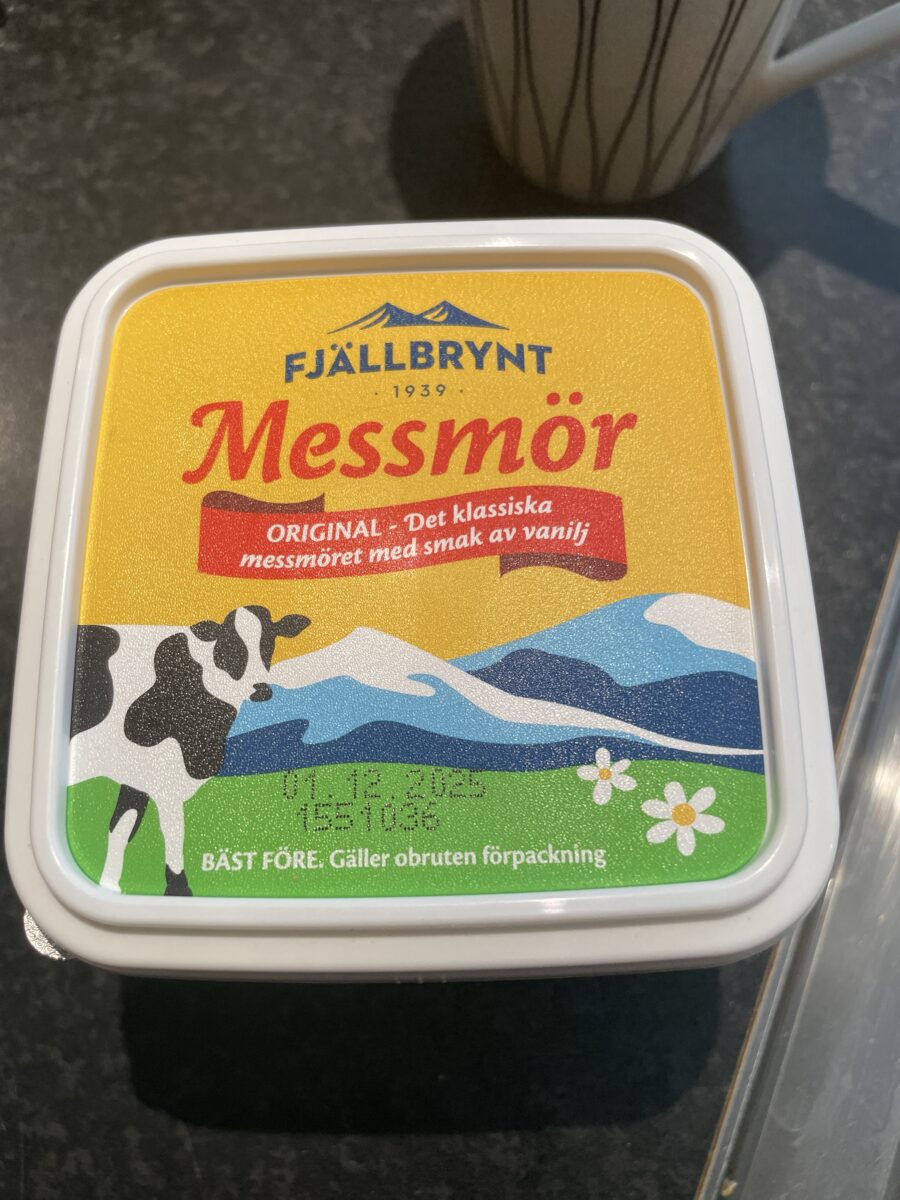 FJÄLLBRYNT
· 1939 ·
Messmör
ORIGINAL - Det klassiska
messmöret med smak av vanilj
01.12.2025
1551036
BÄST FÖRE. Gäller obruten förpackning